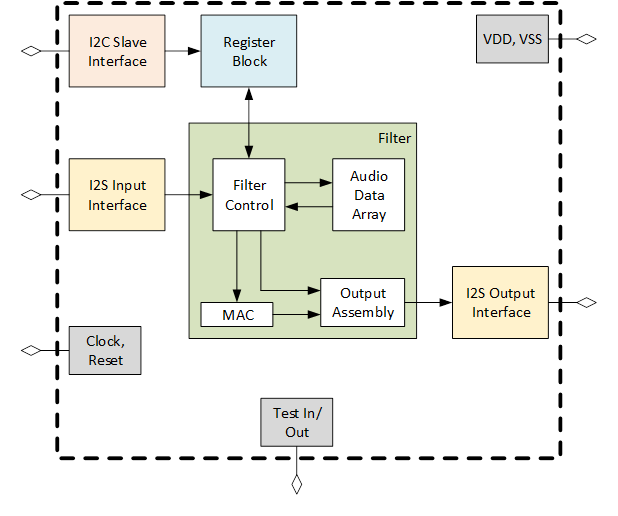 I2C Slave
Interface
Register
Block
VDD, VSS
Filter
I2S Input
Interface
Filter
Control
Audio
Data
Array
MAC
Output
Assembly
I2S Output
Interface
Clock,
Reset
Test In/
Out